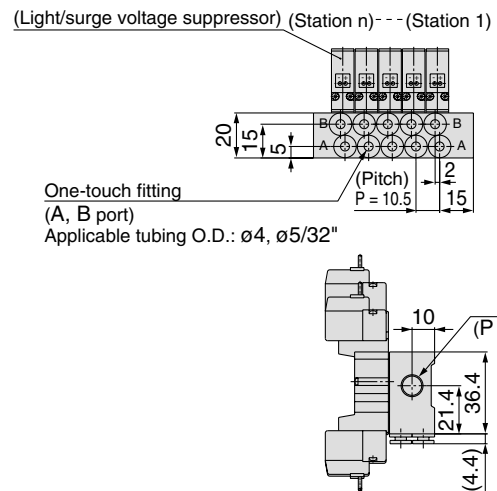 (Light/surge voltage suppressor) (Station n)---(Station 1)
B B
A A
20
15
5
2
(Pitch)
P = 10.5
15
One-touch fitting
(A, B port)
Applicable tubing O.D.: ø4, ø5/32"
10
(P
21.4
36.4
(4.4)